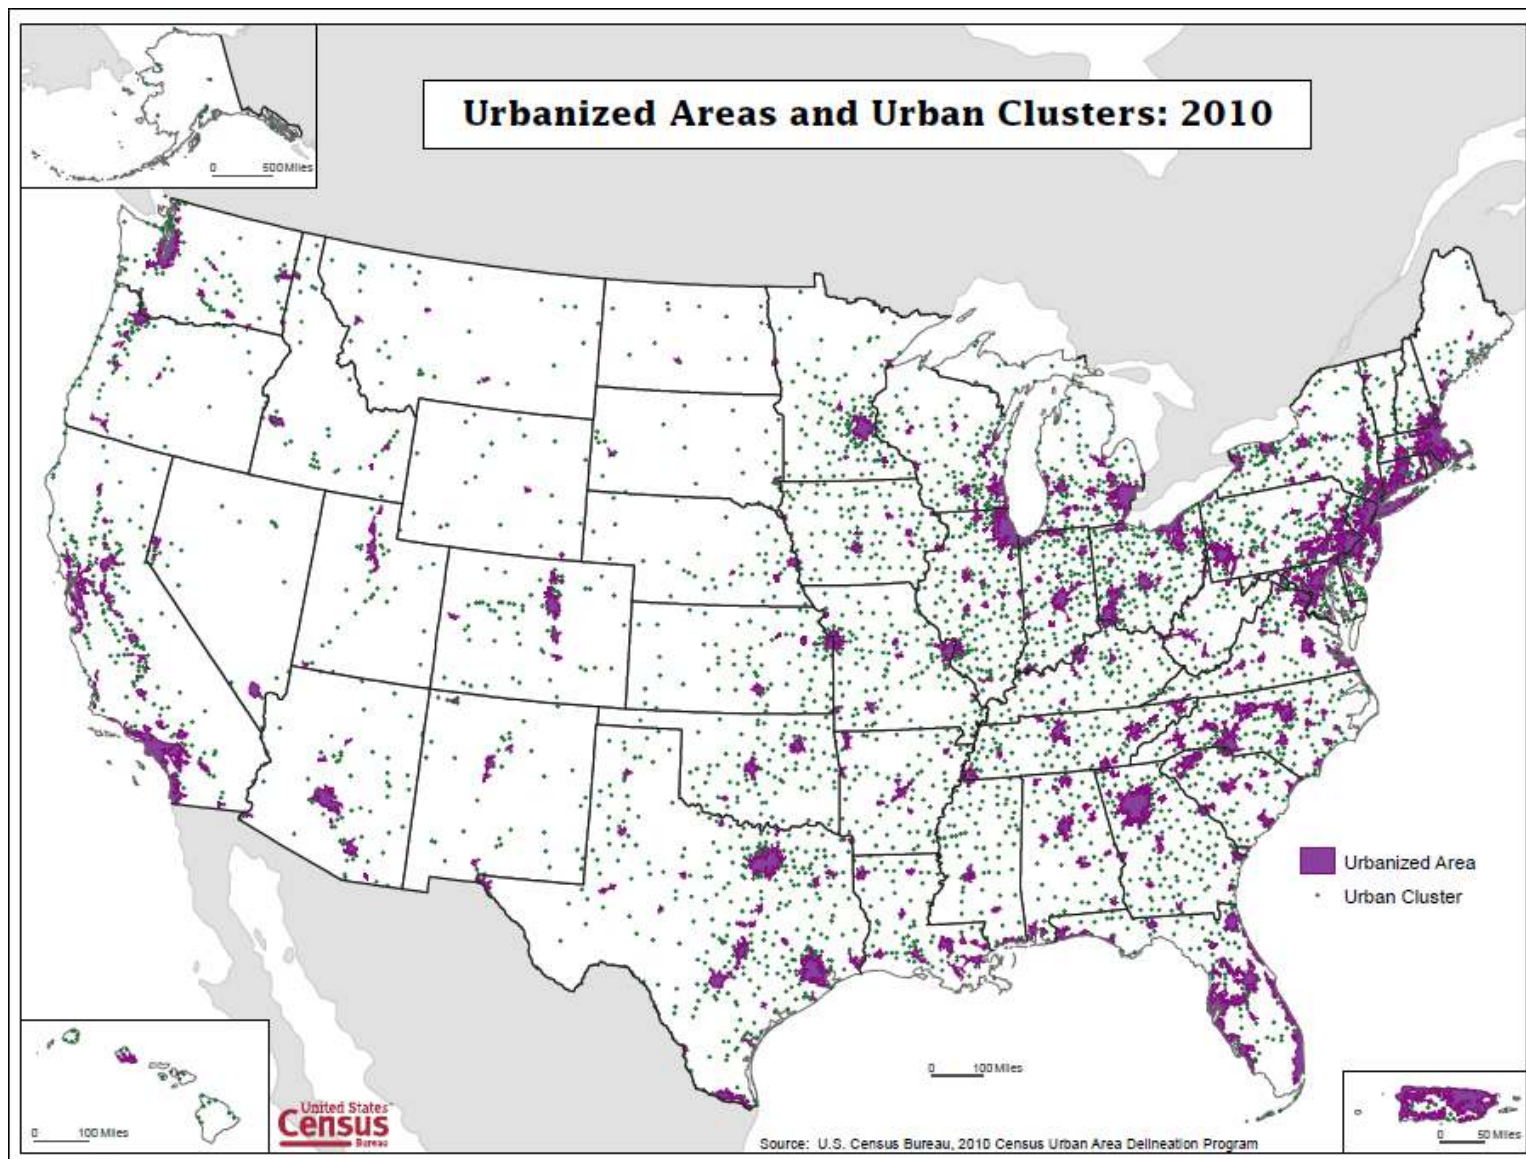 Urbanized Areas and Urban Clusters: 2010
0 500 Miles
Urbanized Area
Urban Cluster
0 100 Miles
0 100 Miles
United States™
Census
Bureau
0 50 Miles
Source: U.S. Census Bureau, 2010 Census Urban Area Delineation Program